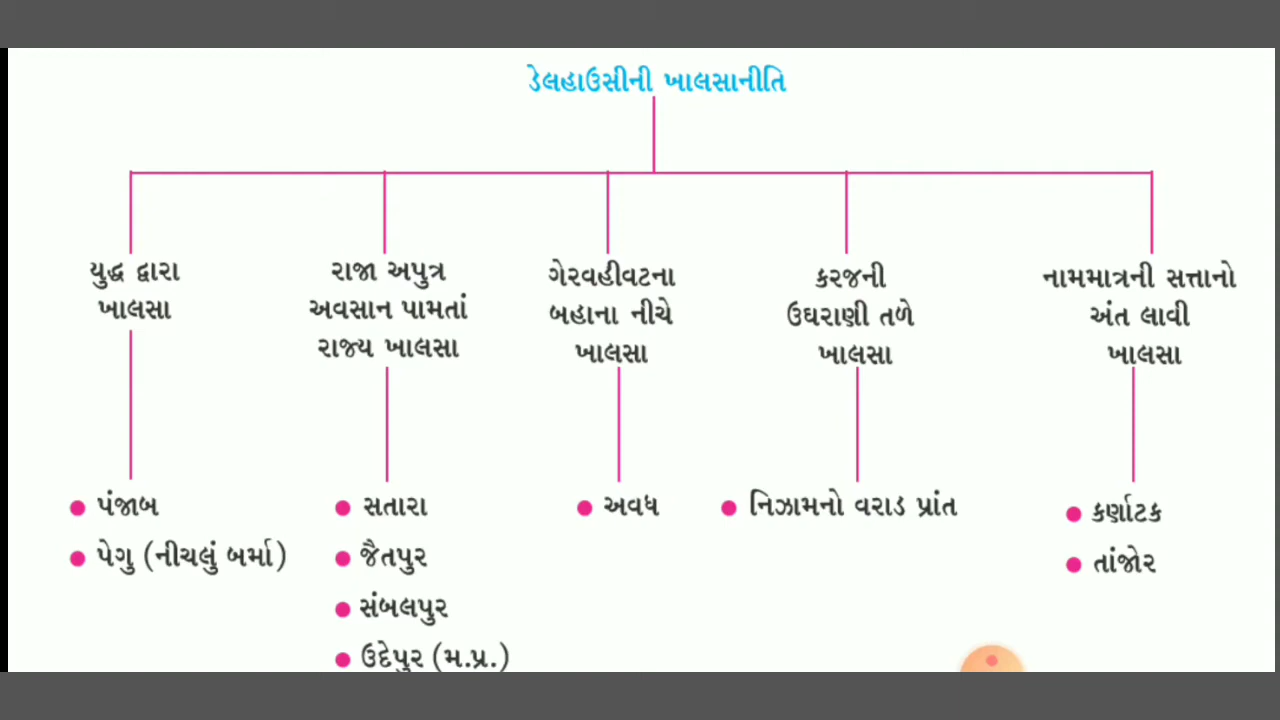 ડેલહાઉસીની ખાલસાનીતિ
યુદ્ધ દ્વારા
ખાલસા
રાજા અપુત્ર
અવસાન પામતાં
રાજ્ય ખાલસા
ગેરવહીવટના
બહાના નીચે
ખાલસા
કરજની
ઉઘરાણી તળે
ખાલસા
નામમાત્રની સત્તાનો
અંત લાવી
ખાલસા
પંજાબ
પેગુ (નીચલું બર્મા)
સતારા
જૈતપુર
સંબલપુર
ઉદેપુર (મ.પ્ર.)
અવધ
નિઝામનો વરાડ પ્રાંત
કર્ણાટક
તાંજોર